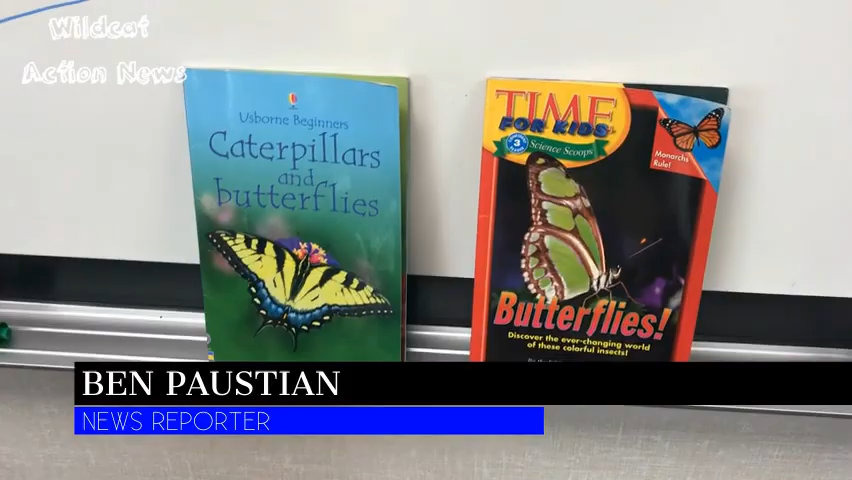 Wildcat
Action News
Usborne Beginners
Caterpillars
and
butterflies
TIME
FOR KIDS
3
Science Scoops
Monarchs
Rule!
Butterflies!
Discover the ever-changing world
of these colorful insects!
BEN PAUSTIAN
NEWS REPORTER